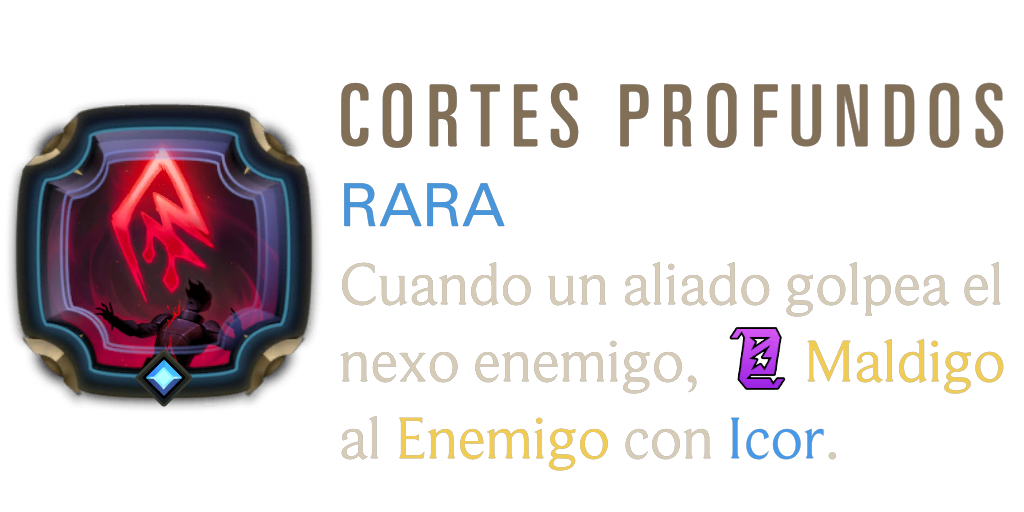 CORTES PROFUNDOS
RARA
Cuando un aliado golpea el
nexo enemigo, Maldigo
al Enemigo con Icor.